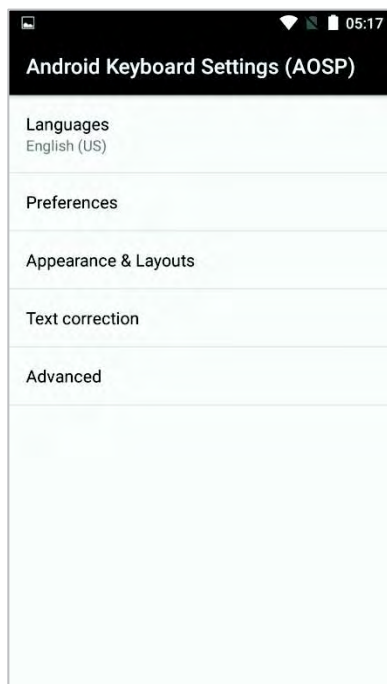 05:17
Android Keyboard Settings (AOSP)
Languages
English (US)
Preferences
Appearance & Layouts
Text correction
Advanced